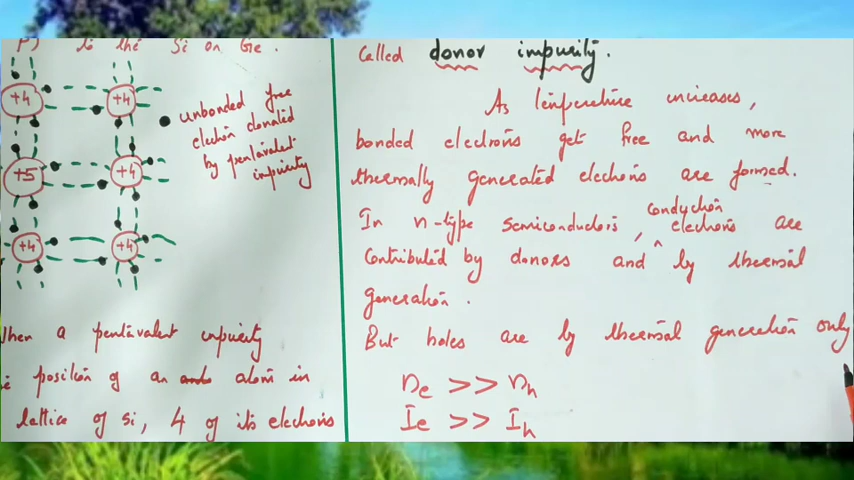 P) to the Si or Ge.
+4
+4
+5
+4
+4
+4
unbonded free
electron donated
by pentavalent
impurity
When a pentavalent impurity
position of an atom in
lattice of Si, 4 of its electrons
Called donor impurity.
As temperature increases,
bonded electrons get free and more
thermally generated electrons are formed.
conduction
In n-type semiconductors, electrons are
Contributed by donors and ^ by thermal
generation.
But holes are by thermal generation only
ne >> nh
Ie >> Ih